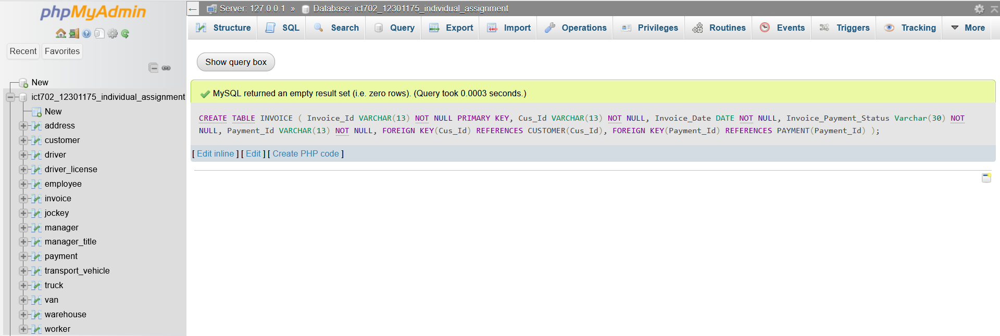 phpMyAdmin
Recent Favorites
New
ict702_12301175_individual_assignment
New
address
customer
driver
driver_license
employee
invoice
jockey
manager
manager_title
payment
transport_vehicle
truck
van
warehouse
worker
Server: 127.0.0.1 » Database: ict702_12301175_individual_assignment
Structure SQL Search Query Export Import Operations Privileges Routines Events Triggers Tracking More
Show query box
MySQL returned an empty result set (i.e. zero rows). (Query took 0.0003 seconds.)
CREATE TABLE INVOICE ( Invoice_Id VARCHAR(13) NOT NULL PRIMARY KEY, Cus_Id VARCHAR(13) NOT NULL, Invoice_Date DATE NOT NULL, Invoice_Payment_Status Varchar(30) NOT
NULL, Payment_Id VARCHAR(13) NOT NULL, FOREIGN KEY(Cus_Id) REFERENCES CUSTOMER(Cus_Id), FOREIGN KEY(Payment_Id) REFERENCES PAYMENT(Payment_Id) );
[ Edit inline ] [ Edit ] [ Create PHP code ]